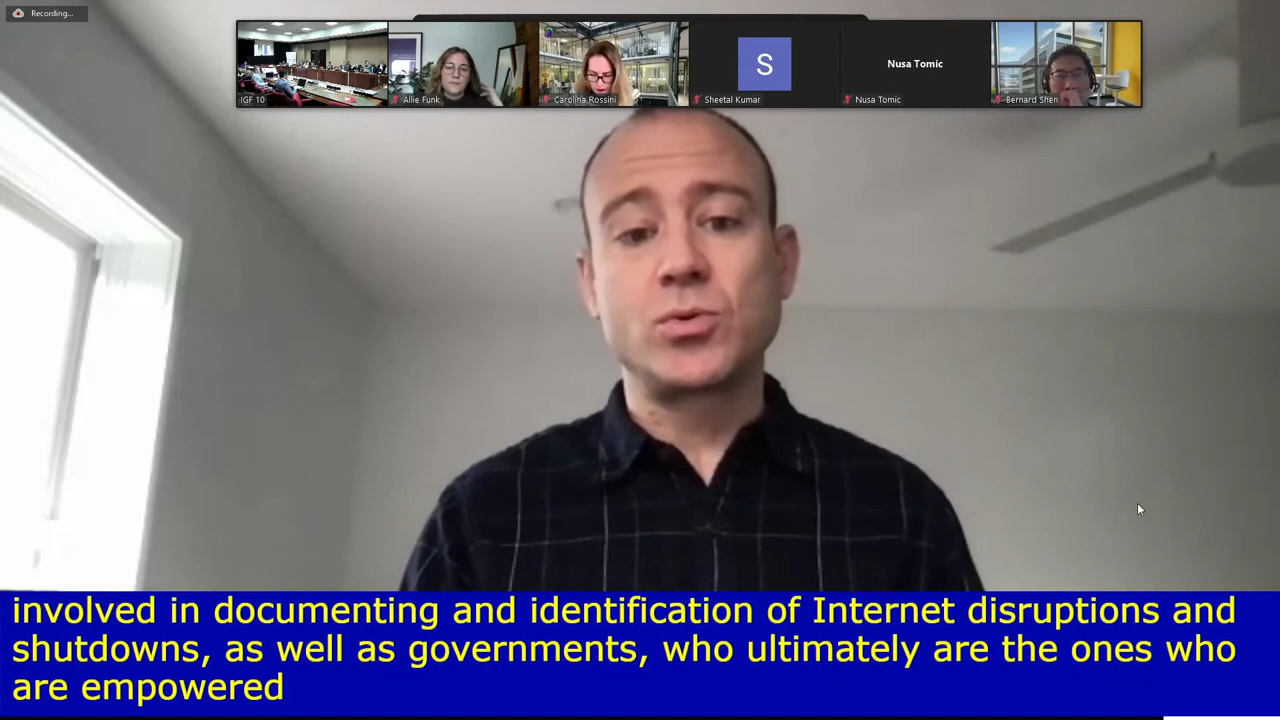 Recording...
IGF 10
Allie Funk
Carolina Rossini
S
Sheetal Kumar
Nusa Tomic
Nusa Tomic
Bernard Shen
involved in documenting and identification of Internet disruptions and
shutdowns, as well as governments, who ultimately are the ones who
are empowered